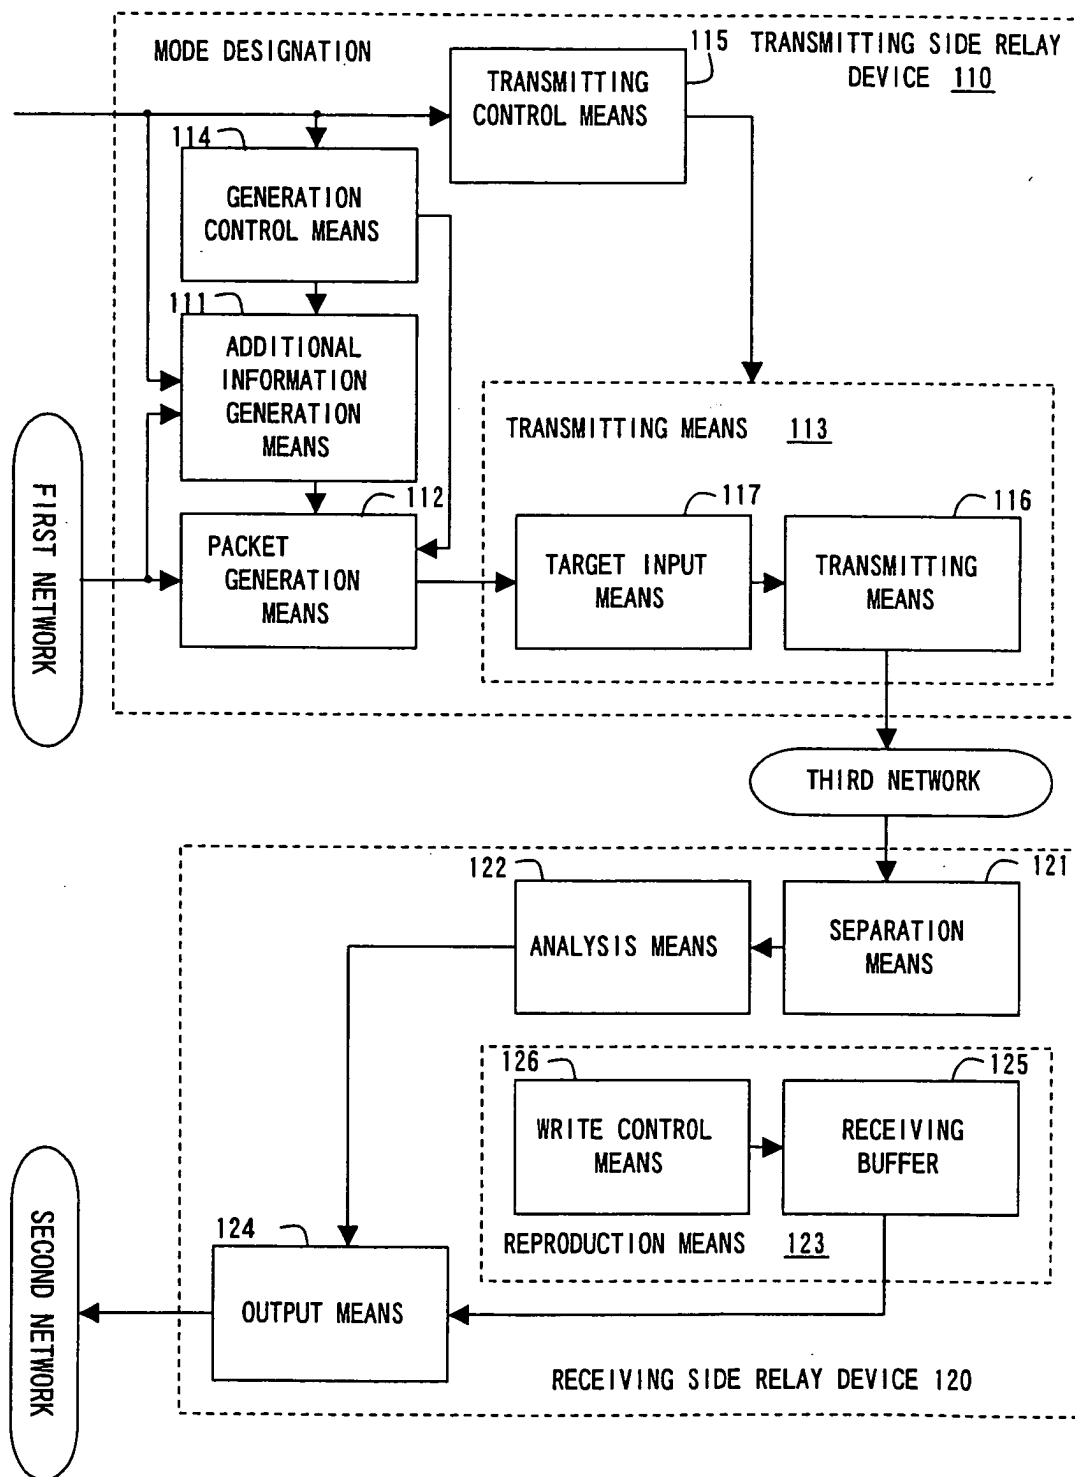 MODE DESIGNATION
115
TRANSMITTING SIDE RELAY
DEVICE 110
TRANSMITTING
CONTROL MEANS
114
GENERATION
CONTROL MEANS
111
ADDITIONAL
INFORMATION
GENERATION
MEANS
TRANSMITTING MEANS 113
FIRST NETWORK
112
PACKET
GENERATION
MEANS
117
TARGET INPUT
MEANS
116
TRANSMITTING
MEANS
THIRD NETWORK
122
ANALYSIS MEANS
121
SEPARATION
MEANS
126
WRITE CONTROL
MEANS
125
RECEIVING
BUFFER
REPRODUCTION MEANS 123
SECOND NETWORK
124
OUTPUT MEANS
RECEIVING SIDE RELAY DEVICE 120